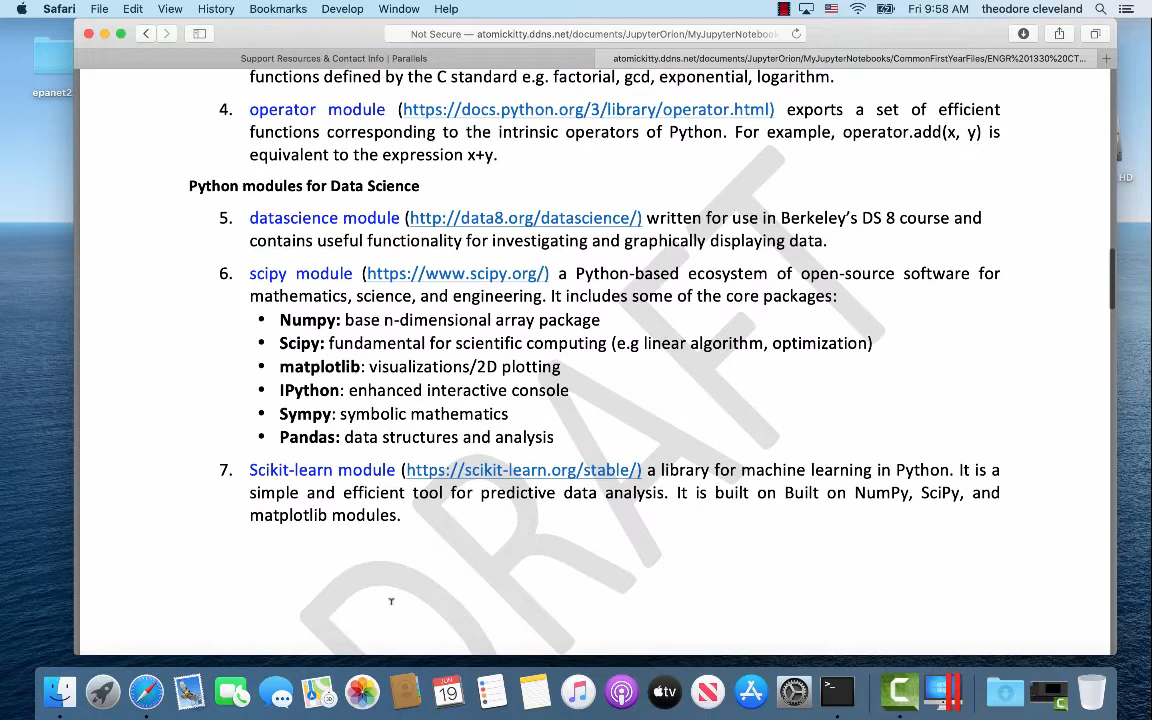 Safari File Edit View History Bookmarks Develop Window Help Fri 9:58 AM theodore cleveland
Not Secure — atomickitty.ddns.net/documents/JupyterOrion/MyJupyterNotebook
Support Resources & Contact Info | Parallels
atomickitty.ddns.net/documents/JupyterOrion/MyJupyterNotebooks/CommonFirstYearFiles/ENGR%201330%20CT...
epanet2
HD
functions defined by the C standard e.g. factorial, gcd, exponential, logarithm.
4. operator module (https://docs.python.org/3/library/operator.html) exports a set of efficient
functions corresponding to the intrinsic operators of Python. For example, operator.add(x, y) is
equivalent to the expression x+y.
Python modules for Data Science
5. datascience module (http://data8.org/datascience/) written for use in Berkeley’s DS 8 course and
contains useful functionality for investigating and graphically displaying data.
6. scipy module (https://www.scipy.org/) a Python-based ecosystem of open-source software for
mathematics, science, and engineering. It includes some of the core packages:
• Numpy: base n-dimensional array package
• Scipy: fundamental for scientific computing (e.g linear algorithm, optimization)
• matplotlib: visualizations/2D plotting
• IPython: enhanced interactive console
• Sympy: symbolic mathematics
• Pandas: data structures and analysis
7. Scikit-learn module (https://scikit-learn.org/stable/) a library for machine learning in Python. It is a
simple and efficient tool for predictive data analysis. It is built on Built on NumPy, SciPy, and
matplotlib modules.
DRAFT
JUN
19
tv